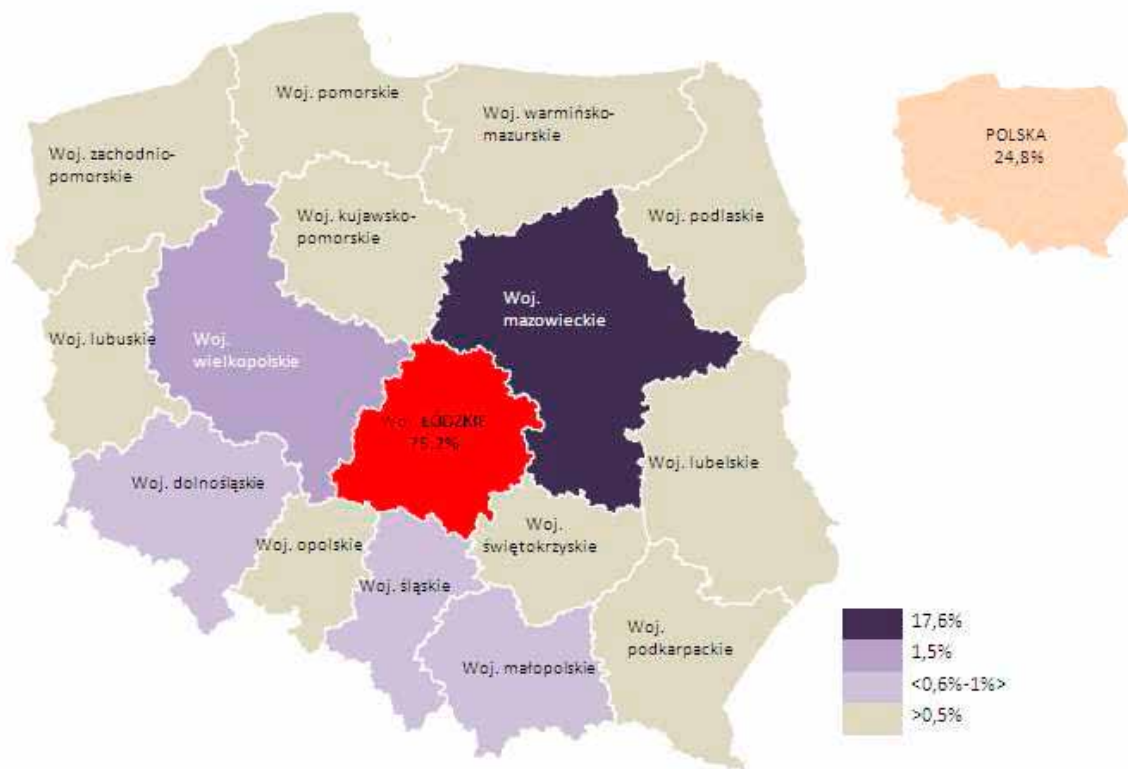 Woj. pomorskie
Woj. warmińsko-
mazurskie
POLSKA
24,8%
Woj. zachodnio-
pomorskie
Woj. kujawsko-
pomorskie
Woj. podlaskie
Woj.
mazowieckie
Woj. lubuskie
Woj.
wielkopolskie
Woj. ŁÓDZKIE
75,2%
Woj. lubelskie
Woj. dolnośląskie
Woj. opolskie
Woj.
świętokrzyskie
Woj. śląskie
Woj.
podkarpackie
Woj. małopolskie
17,6%
1,5%
<0,6%-1%>
>0,5%